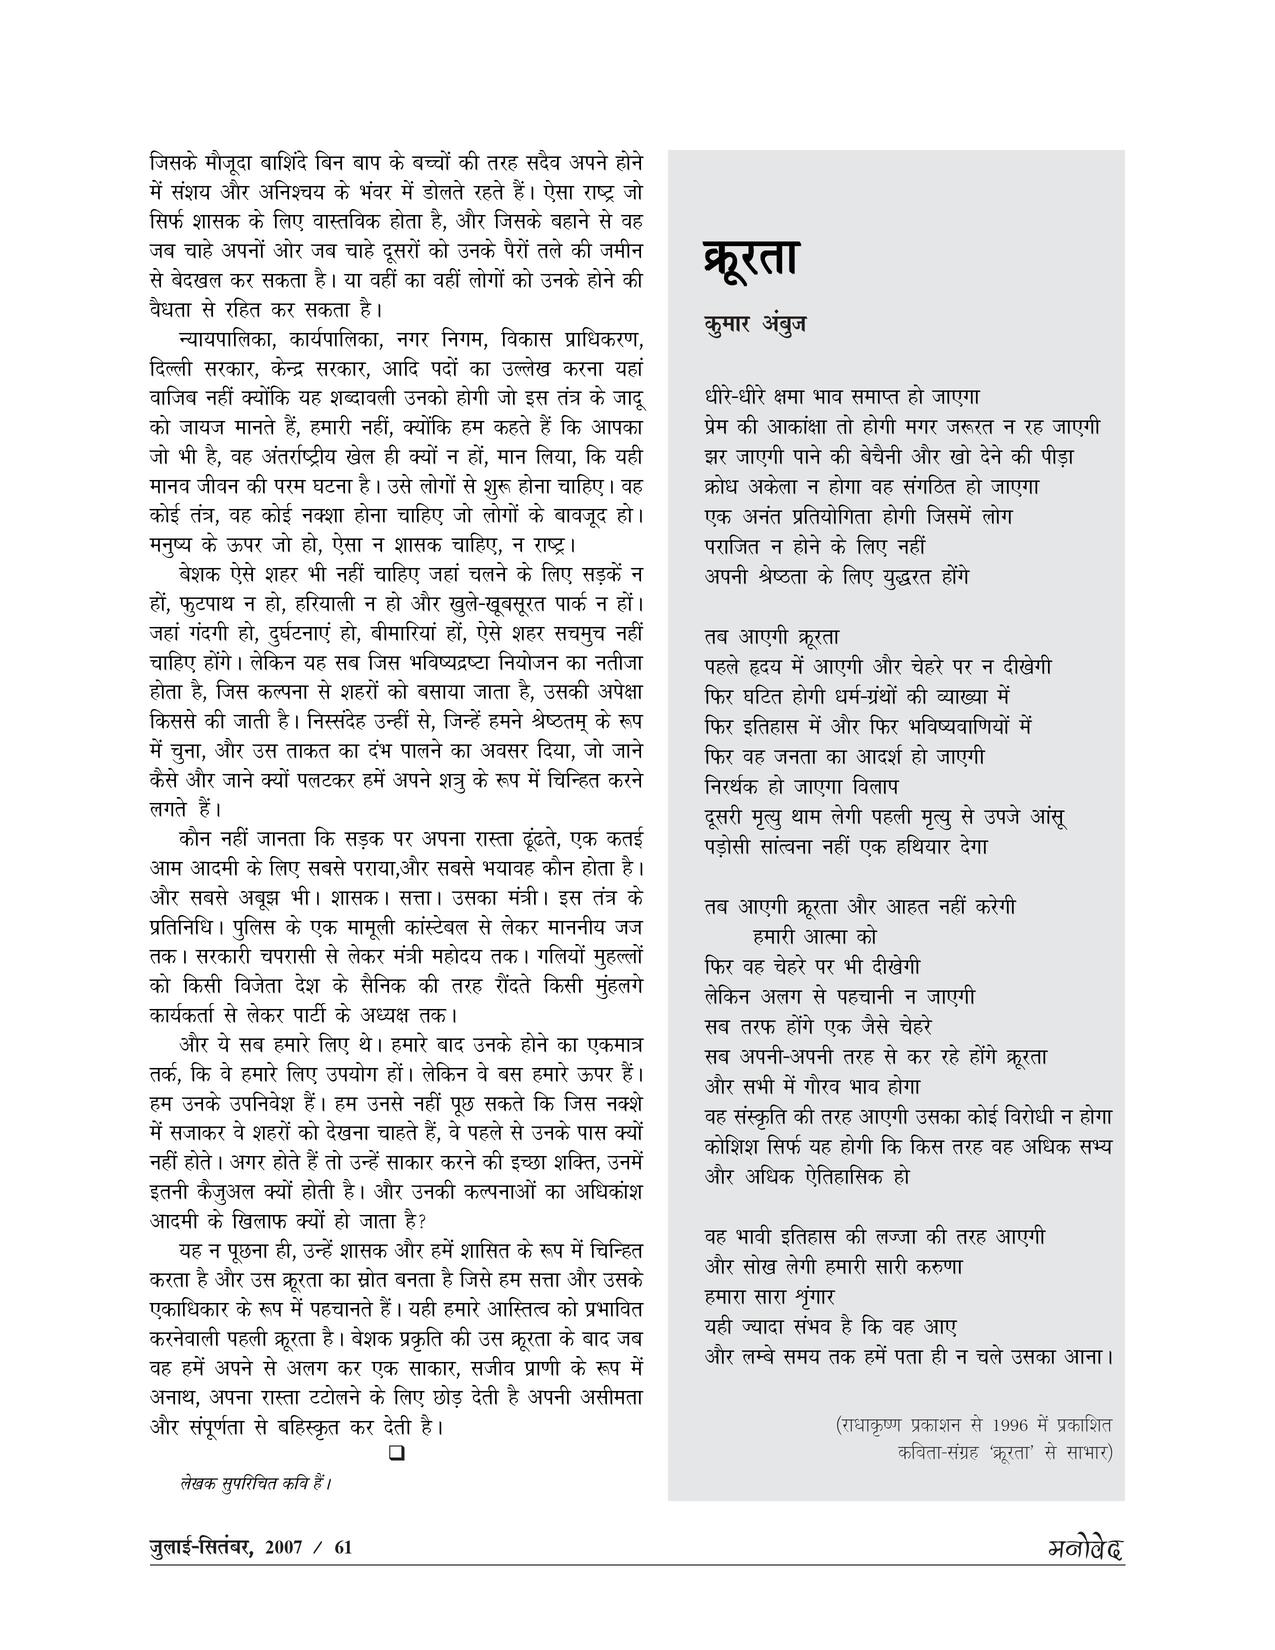 जिसके मौजूदा बाशिंदे बिन बाप के बच्चों की तरह सदैव अपने होने
में संशय और अनिश्चय के भंवर में डोलते रहते हैं। ऐसा राष्ट्र जो
सिर्फ शासक के लिए वास्तविक होता है, और जिसके बहाने से वह
जब चाहे अपनों ओर जब चाहे दूसरों को उनके पैरों तले की जमीन
से बेदखल कर सकता है। या वहीं का वहीं लोगों को उनके होने की
वैधता से रहित कर सकता है।
न्यायपालिका, कार्यपालिका, नगर निगम, विकास प्राधिकरण,
दिल्ली सरकार, केन्द्र सरकार, आदि पदों का उल्लेख करना यहां
वाजिब नहीं क्योंकि यह शब्दावली उनको होगी जो इस तंत्र के जादू
को जायज मानते हैं, हमारी नहीं, क्योंकि हम कहते हैं कि आपका
जो भी है, वह अंतर्राष्ट्रीय खेल ही क्यों न हों, मान लिया, कि यही
मानव जीवन की परम घटना है। उसे लोगों से शुरू होना चाहिए। वह
कोई तंत्र, वह कोई नक्शा होना चाहिए जो लोगों के बावजूद हो।
मनुष्य के ऊपर जो हो, ऐसा न शासक चाहिए, न राष्ट्र।
बेशक ऐसे शहर भी नहीं चाहिए जहां चलने के लिए सड़कें न
हों, फुटपाथ न हो, हरियाली न हो और खुले-खूबसूरत पार्क न हों।
जहां गंदगी हो, दुर्घटनाएं हो, बीमारियां हों, ऐसे शहर सचमुच नहीं
चाहिए होंगे। लेकिन यह सब जिस भविष्यद्रष्टा नियोजन का नतीजा
होता है, जिस कल्पना से शहरों को बसाया जाता है, उसकी अपेक्षा
किससे की जाती है। निस्संदेह उन्हीं से, जिन्हें हमने श्रेष्ठतम् के रूप
में चुना, और उस ताकत का दंभ पालने का अवसर दिया, जो जाने
कैसे और जाने क्यों पलटकर हमें अपने शत्रु के रूप में चिन्हित करने
लगते हैं।
कौन नहीं जानता कि सड़क पर अपना रास्ता ढूंढते, एक कतई
आम आदमी के लिए सबसे पराया,और सबसे भयावह कौन होता है।
और सबसे अबूझ भी। शासक। सत्ता। उसका मंत्री। इस तंत्र के
प्रतिनिधि। पुलिस के एक मामूली कांस्टेबल से लेकर माननीय जज
तक। सरकारी चपरासी से लेकर मंत्री महोदय तक। गलियों मुहल्लों
को किसी विजेता देश के सैनिक की तरह रौंदते किसी मुंहलगे
कार्यकर्ता से लेकर पार्टी के अध्यक्ष तक।
और ये सब हमारे लिए थे। हमारे बाद उनके होने का एकमात्र
तर्क, कि वे हमारे लिए उपयोग हों। लेकिन वे बस हमारे ऊपर हैं।
हम उनके उपनिवेश हैं। हम उनसे नहीं पूछ सकते कि जिस नक्शे
में सजाकर वे शहरों को देखना चाहते हैं, वे पहले से उनके पास क्यों
नहीं होते। अगर होते हैं तो उन्हें साकार करने की इच्छा शक्ति, उनमें
इतनी कैजुअल क्यों होती है। और उनकी कल्पनाओं का अधिकांश
आदमी के खिलाफ क्यों हो जाता है?
यह न पूछना ही, उन्हें शासक और हमें शासित के रूप में चिन्हित
करता है और उस क्रूरता का स्रोत बनता है जिसे हम सत्ता और उसके
एकाधिकार के रूप में पहचानते हैं। यही हमारे आस्तित्व को प्रभावित
करनेवाली पहली क्रूरता है। बेशक प्रकृति की उस क्रूरता के बाद जब
वह हमें अपने से अलग कर एक साकार, सजीव प्राणी के रूप में
अनाथ, अपना रास्ता टटोलने के लिए छोड़ देती है अपनी असीमता
और संपूर्णता से बहिस्कृत कर देती है।
❑
लेखक सुपरिचित कवि हैं।
क्रूरता
कुमार अंबुज
धीरे-धीरे क्षमा भाव समाप्त हो जाएगा
प्रेम की आकांक्षा तो होगी मगर जरूरत न रह जाएगी
झर जाएगी पाने की बेचैनी और खो देने की पीड़ा
क्रोध अकेला न होगा वह संगठित हो जाएगा
एक अनंत प्रतियोगिता होगी जिसमें लोग
पराजित न होने के लिए नहीं
अपनी श्रेष्ठता के लिए युद्धरत होंगे
तब आएगी क्रूरता
पहले हृदय में आएगी और चेहरे पर न दीखेगी
फिर घटित होगी धर्म-ग्रंथों की व्याख्या में
फिर इतिहास में और फिर भविष्यवाणियों में
फिर वह जनता का आदर्श हो जाएगी
निरर्थक हो जाएगा विलाप
दूसरी मृत्यु थाम लेगी पहली मृत्यु से उपजे आंसू
पड़ोसी सांत्वना नहीं एक हथियार देगा
तब आएगी क्रूरता और आहत नहीं करेगी
हमारी आत्मा को
फिर वह चेहरे पर भी दीखेगी
लेकिन अलग से पहचानी न जाएगी
सब तरफ होंगे एक जैसे चेहरे
सब अपनी-अपनी तरह से कर रहे होंगे क्रूरता
और सभी में गौरव भाव होगा
वह संस्कृति की तरह आएगी उसका कोई विरोधी न होगा
कोशिश सिर्फ यह होगी कि किस तरह वह अधिक सभ्य
और अधिक ऐतिहासिक हो
वह भावी इतिहास की लज्जा की तरह आएगी
और सोख लेगी हमारी सारी करुणा
हमारा सारा शृंगार
यही ज्यादा संभव है कि वह आए
और लम्बे समय तक हमें पता ही न चले उसका आना।
(राधाकृष्ण प्रकाशन से 1996 में प्रकाशित
कविता-संग्रह ‘क्रूरता’ से साभार)
जुलाई-सितंबर, 2007 / 61
मनोवेद